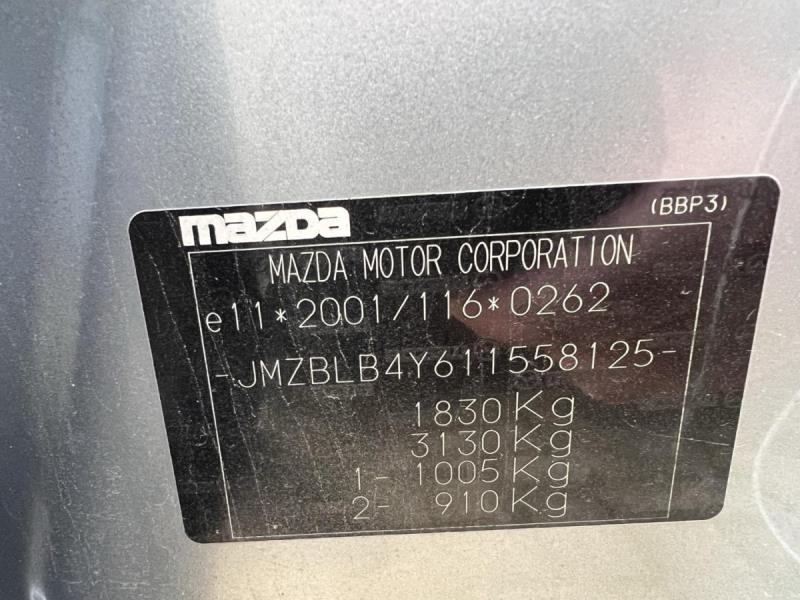 mazda (BBP3)
MAZDA MOTOR CORPORATION
e11*2001/116*0262
-JMZBLB4Y611558125-
1830Kg
3130Kg
1- 1005Kg
2- 910Kg